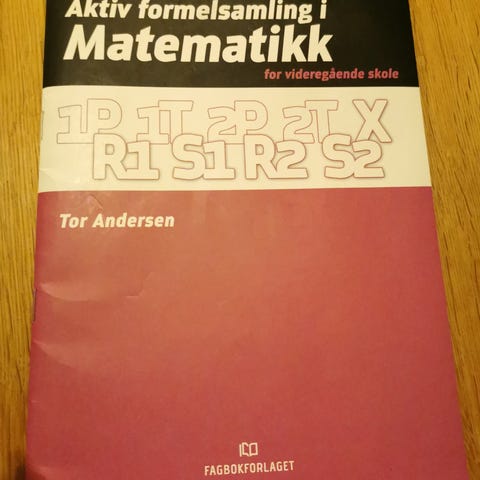 Aktiv formelsamling i
Matematikk
for videregående skole
1P 1T 2P 2T X
R1 S1 R2 S2
Tor Andersen
FAGBOKFORLAGET